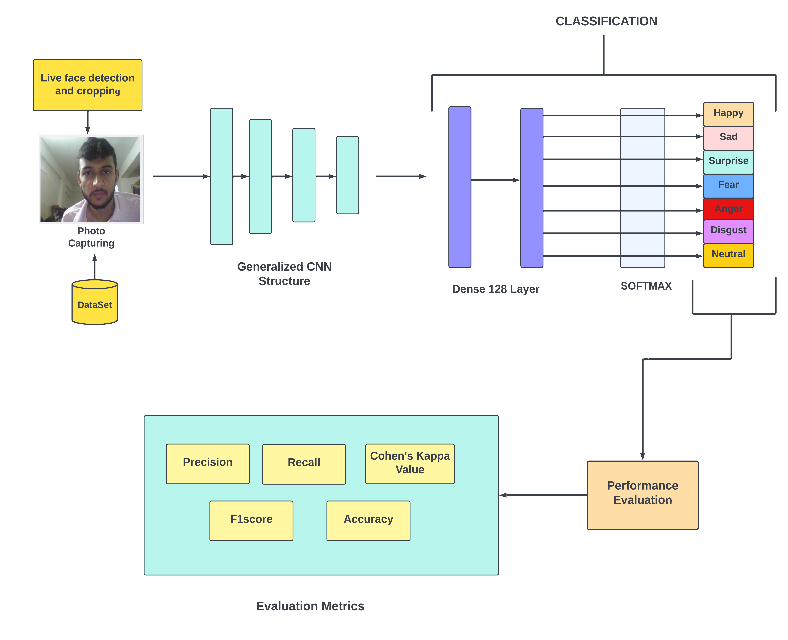 CLASSIFICATION
Live face detection
and cropping
Photo
Capturing
DataSet
Generalized CNN
Structure
Dense 128 Layer
SOFTMAX
Happy
Sad
Surprise
Fear
Anger
Disgust
Neutral
Performance
Evaluation
Precision
Recall
Cohen's Kappa
Value
F1score
Accuracy
Evaluation Metrics